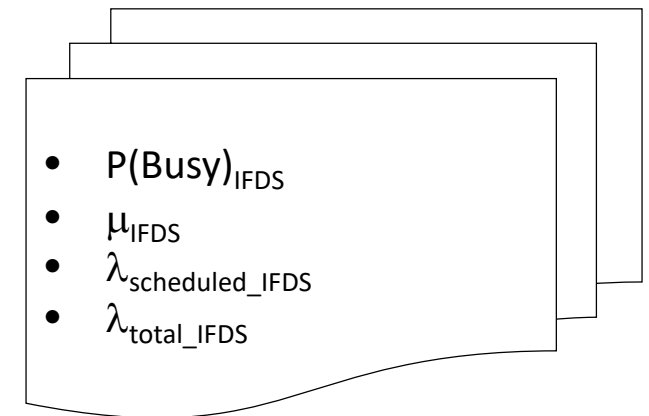 • P(Busy)IFDS
• μIFDS
• λscheduled_IFDS
• λtotal_IFDS